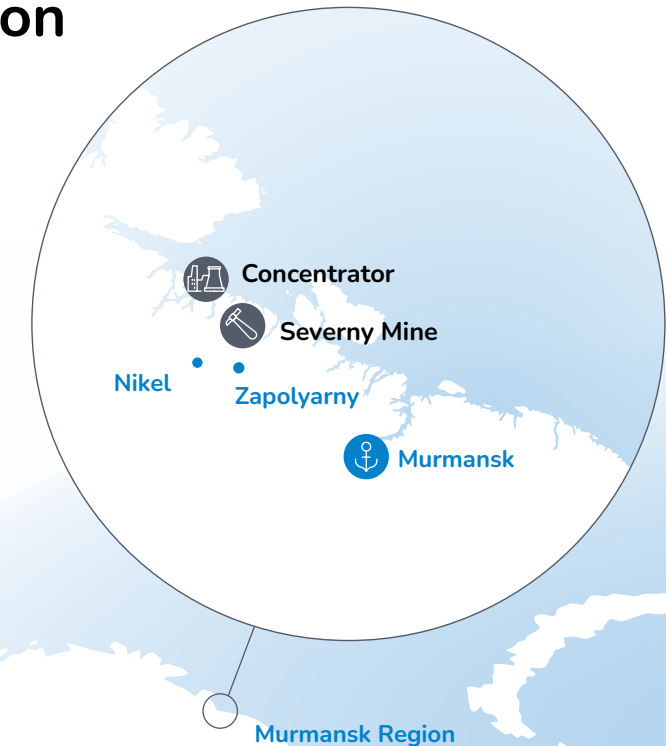 on
Concentrator
Severny Mine
Nikel
Zapolyarny
Murmansk
Murmansk Region